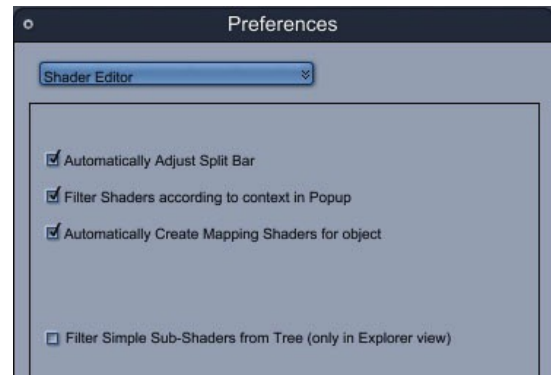 Preferences
Shader Editor
Automatically Adjust Split Bar
Filter Shaders according to context in Popup
Automatically Create Mapping Shaders for object
Filter Simple Sub-Shaders from Tree (only in Explorer view)